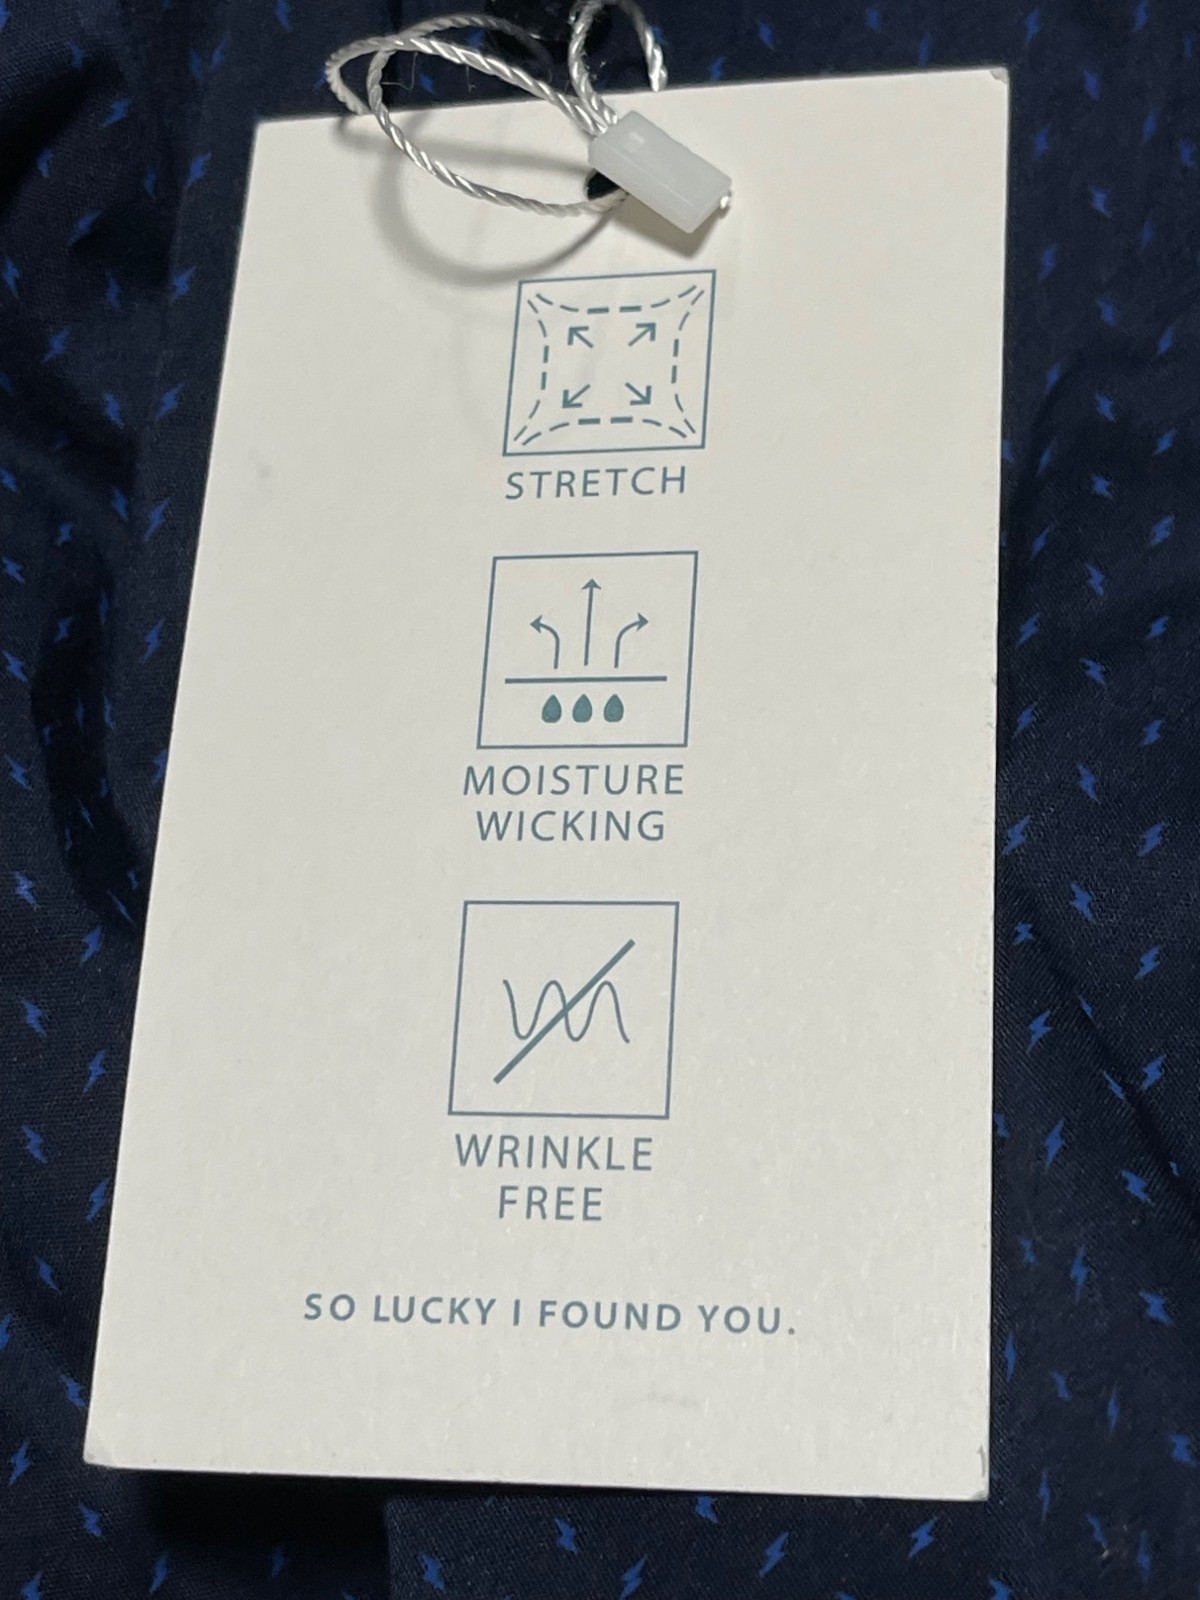 STRETCH
MOISTURE
WICKING
WRINKLE
FREE
SO LUCKY I FOUND YOU.